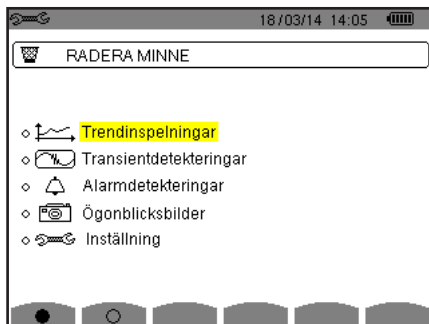 18/03/14 14:05
RADERA MINNE
Trendinspelningar
Transientdetekteringar
Alarmdetekteringar
Ögonblicksbilder
Inställning